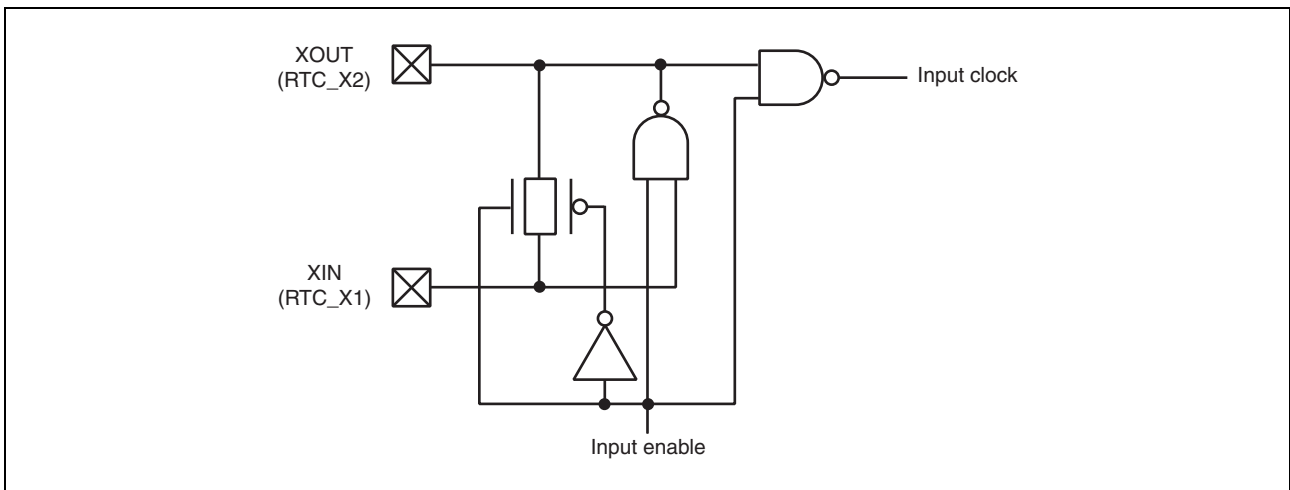 XOUT
(RTC_X2)
Input clock
XIN
(RTC_X1)
Input enable